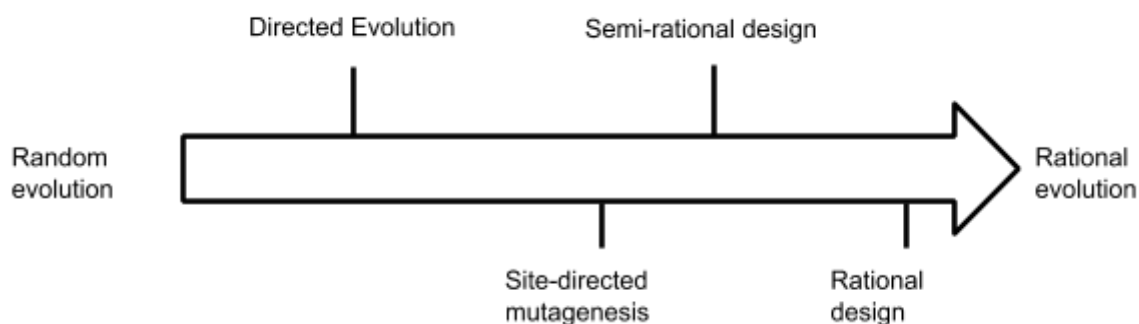 Directed Evolution
Semi-rational design
Random
evolution
Rational
evolution
Site-directed
mutagenesis
Rational
design